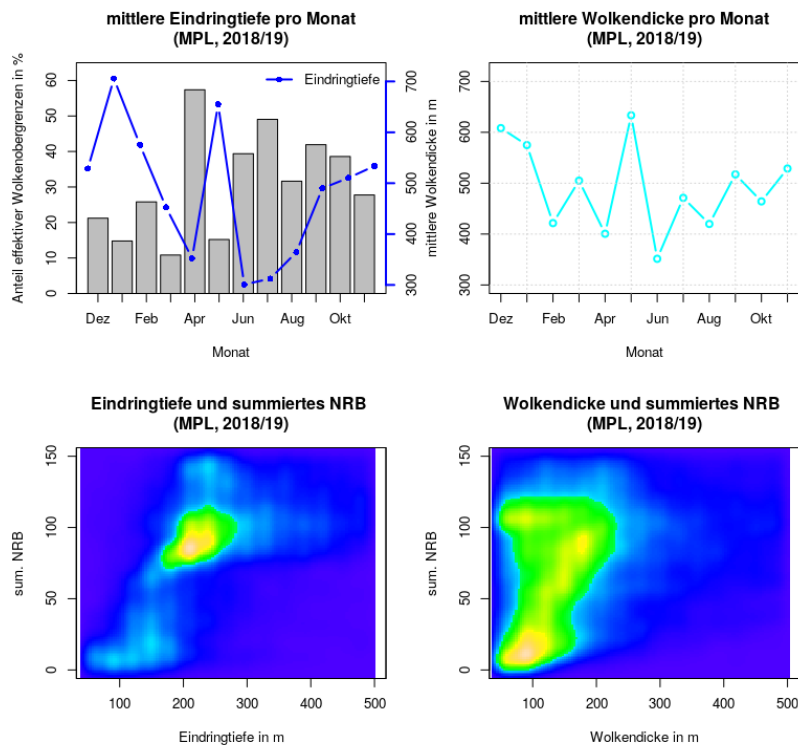 mittlere Eindringtiefe pro Monat
(MPL, 2018/19)
Anteil effektiver Wolkenobergrenzen in %
0 10 20 30 40 50 60
Eindringtiefe
300 400 500 600 700
Dez Feb Apr Jun Aug Okt
Monat
mittlere Wolkendicke pro Monat
(MPL, 2018/19)
mittlere Wolkendicke in m
300 400 500 600 700
Dez Feb Apr Jun Aug Okt
Monat
Eindringtiefe und summiertes NRB
(MPL, 2018/19)
sum. NRB
0 50 100 150
100 200 300 400 500
Eindringtiefe in m
Wolkendicke und summiertes NRB
(MPL, 2018/19)
sum. NRB
0 50 100 150
100 200 300 400 500
Wolkendicke in m